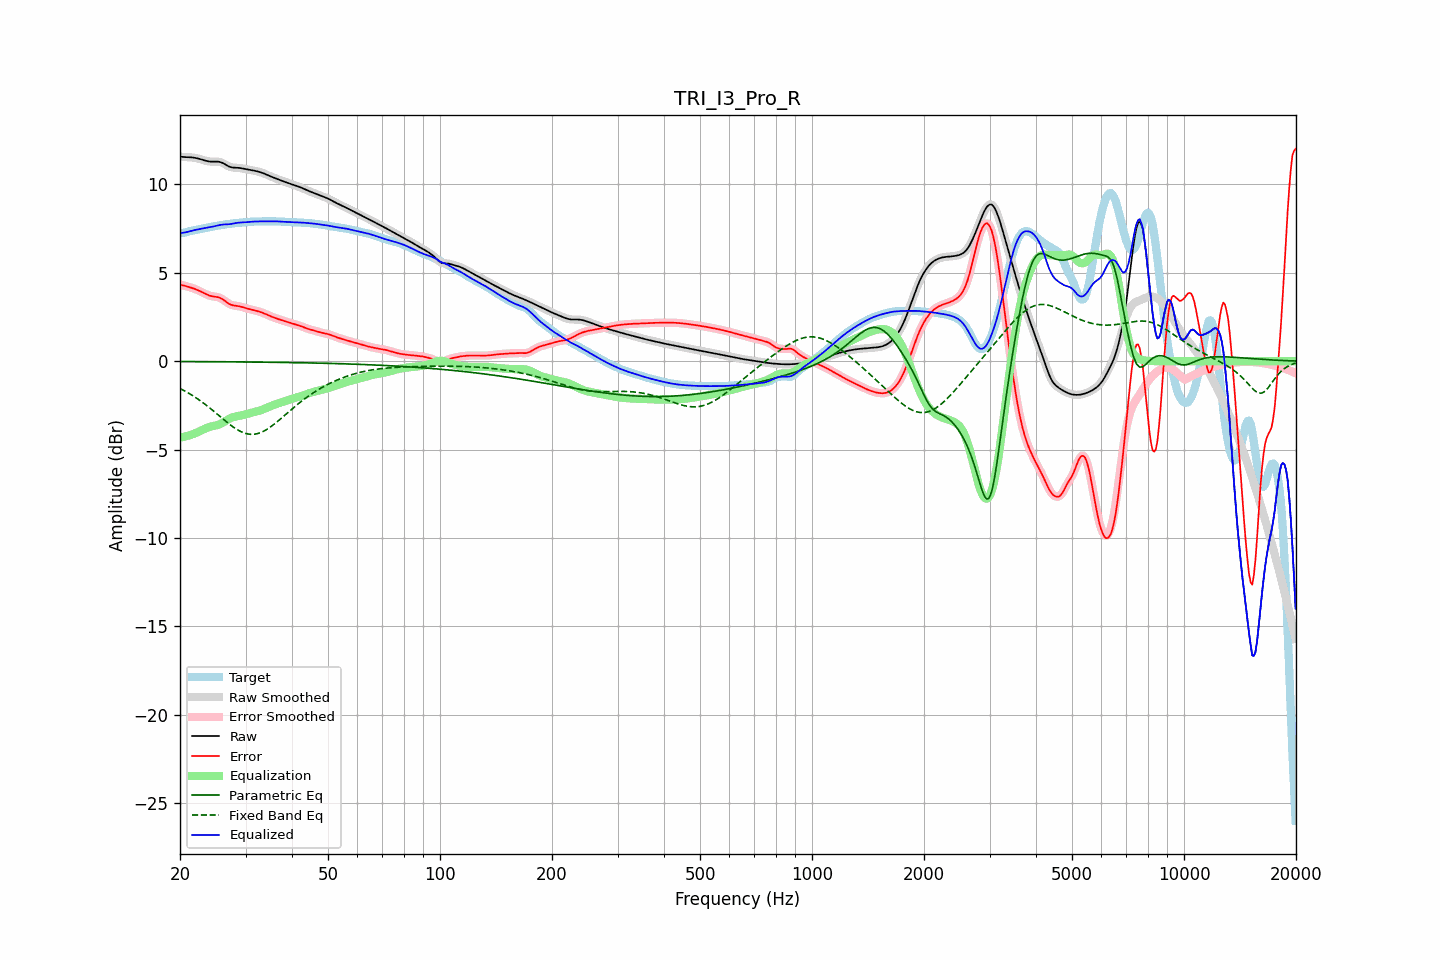 TRI_I3_Pro_R
10
5
0
−5
−10
−15
−20
−25
Amplitude (dBr)
Target
Raw Smoothed
Error Smoothed
Raw
Error
Equalization
Parametric Eq
Fixed Band Eq
Equalized
20 50 100 200 500 1000 2000 5000 10000 20000
Frequency (Hz)